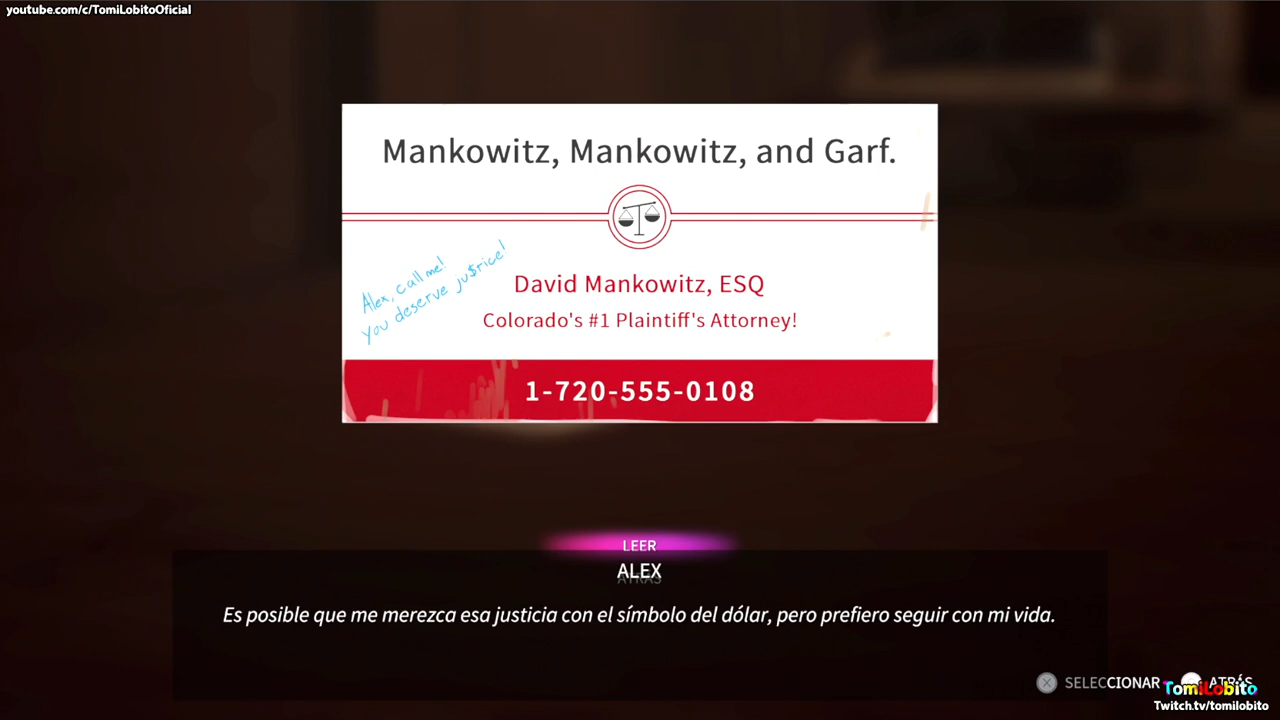 youtube.com/c/TomiLobitoOficial
Mankowitz, Mankowitz, and Garf.
Alex, call me!
you deserve ju$tice!
David Mankowitz, ESQ
Colorado's #1 Plaintiff's Attorney!
1-720-555-0108
LEER
ALEX
ATRÁS
Es posible que me merezca esa justicia con el símbolo del dólar, pero prefiero seguir con mi vida.
SELECCIONAR ATRÁS
TomiLobito
Twitch.tv/tomilobito